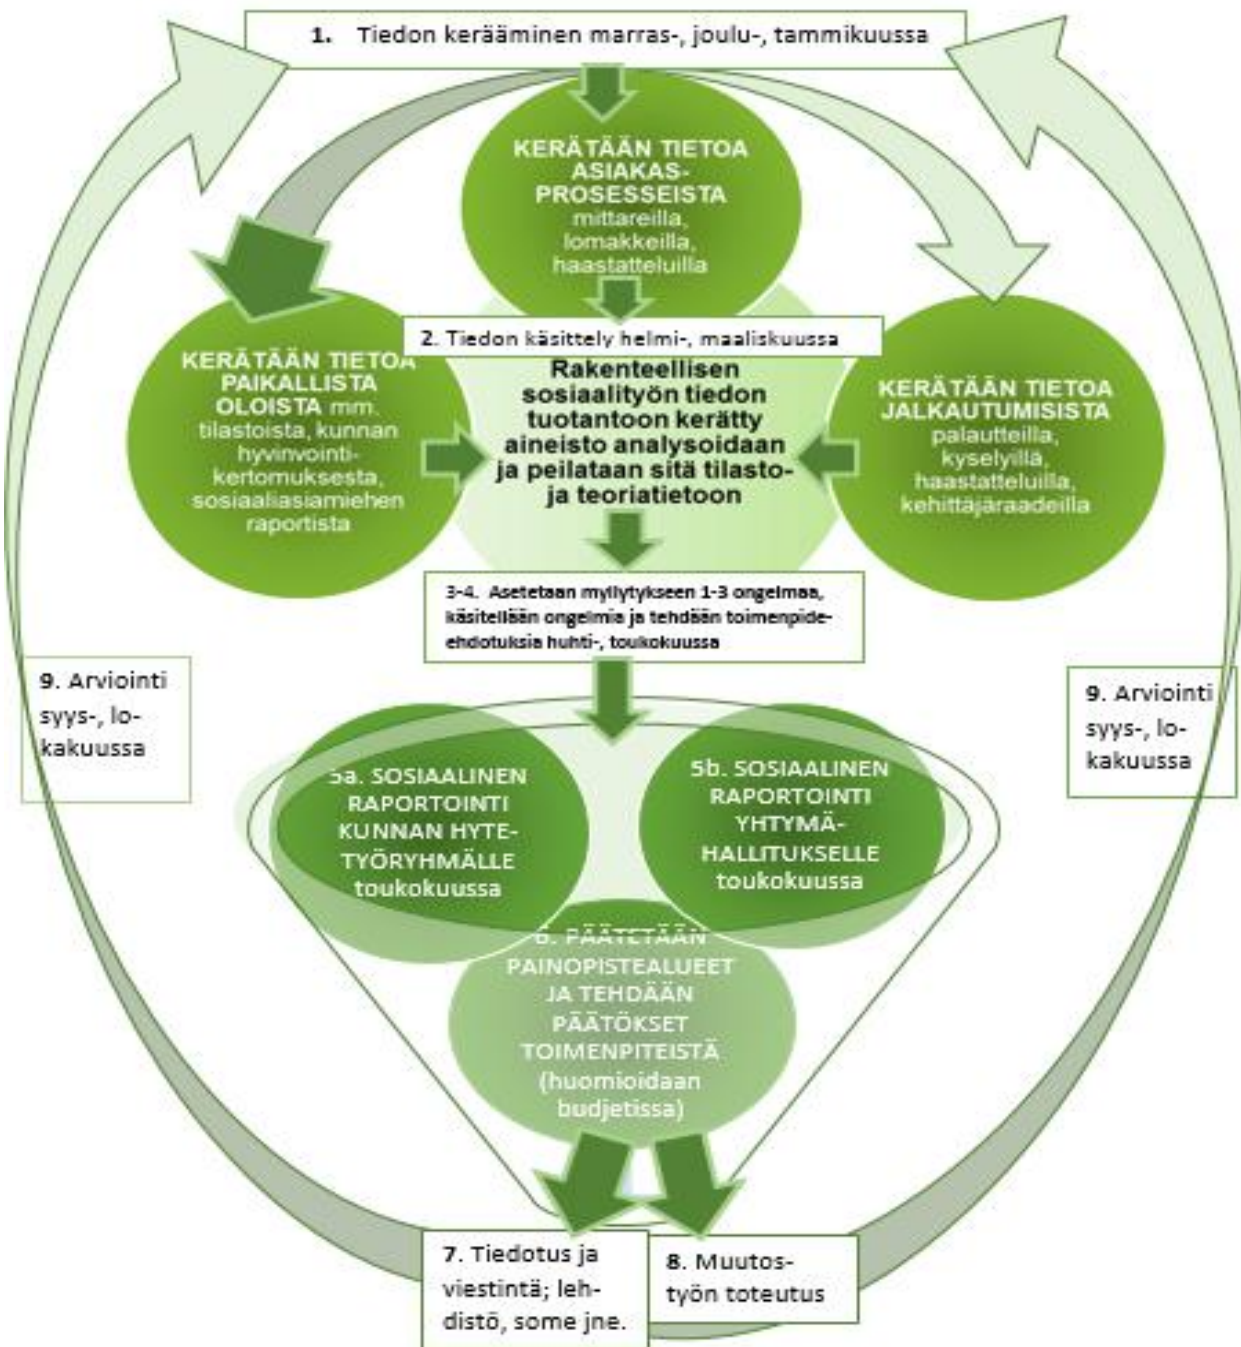 1. Tiedon kerääminen marras-, joulu-, tammikuussa
KERÄTÄÄN TIETOA
ASIAKAS-
PROSESSEISTA
mittareilla,
lomakkeilla,
haastatteluilla
2. Tiedon käsittely helmi-, maaliskuussa
KERÄTÄÄN TIETOA
PAIKALLISTA
OLOISTA mm.
tilastoista, kunnan
hyvinvointi-
kertomuksesta,
sosiaaliasiamiehen
raportista
Rakenteellisen
sosiaalityön tiedon
tuotantoon kerätty
aineisto analysoidaan
ja peilataan sitä tilasto-
ja teoriatietoon
KERÄTÄÄN TIETOA
JALKAUTUMISISTA
palautteilla,
kyselyillä,
haastatteluilla,
kehittäjäraadeilla
3-4. Asetetaan myllytykseen 1-3 ongelmaa,
käsitellään ongelmia ja tehdään toimenpide-
ehdotuksia huhti-, toukokuussa
9. Arviointi
syys-, lo-
kakuussa
9. Arviointi
syys-, lo-
kakuussa
5a. SOSIAALINEN
RAPORTOINTI
KUNNAN HYTE-
TYÖRYHMÄLLE
toukokuussa
5b. SOSIAALINEN
RAPORTOINTI
YHTYMÄ-
HALLITUKSELLE
toukokuussa
6. PÄÄTETÄÄN
PAINOPISTEALUEET
JA TEHDÄÄN
PÄÄTÖKSET
TOIMENPITEISTÄ
(huomioidaan
budjetissa)
7. Tiedotus ja
viestintä; leh-
distö, some jne.
8. Muutos-
työn toteutus